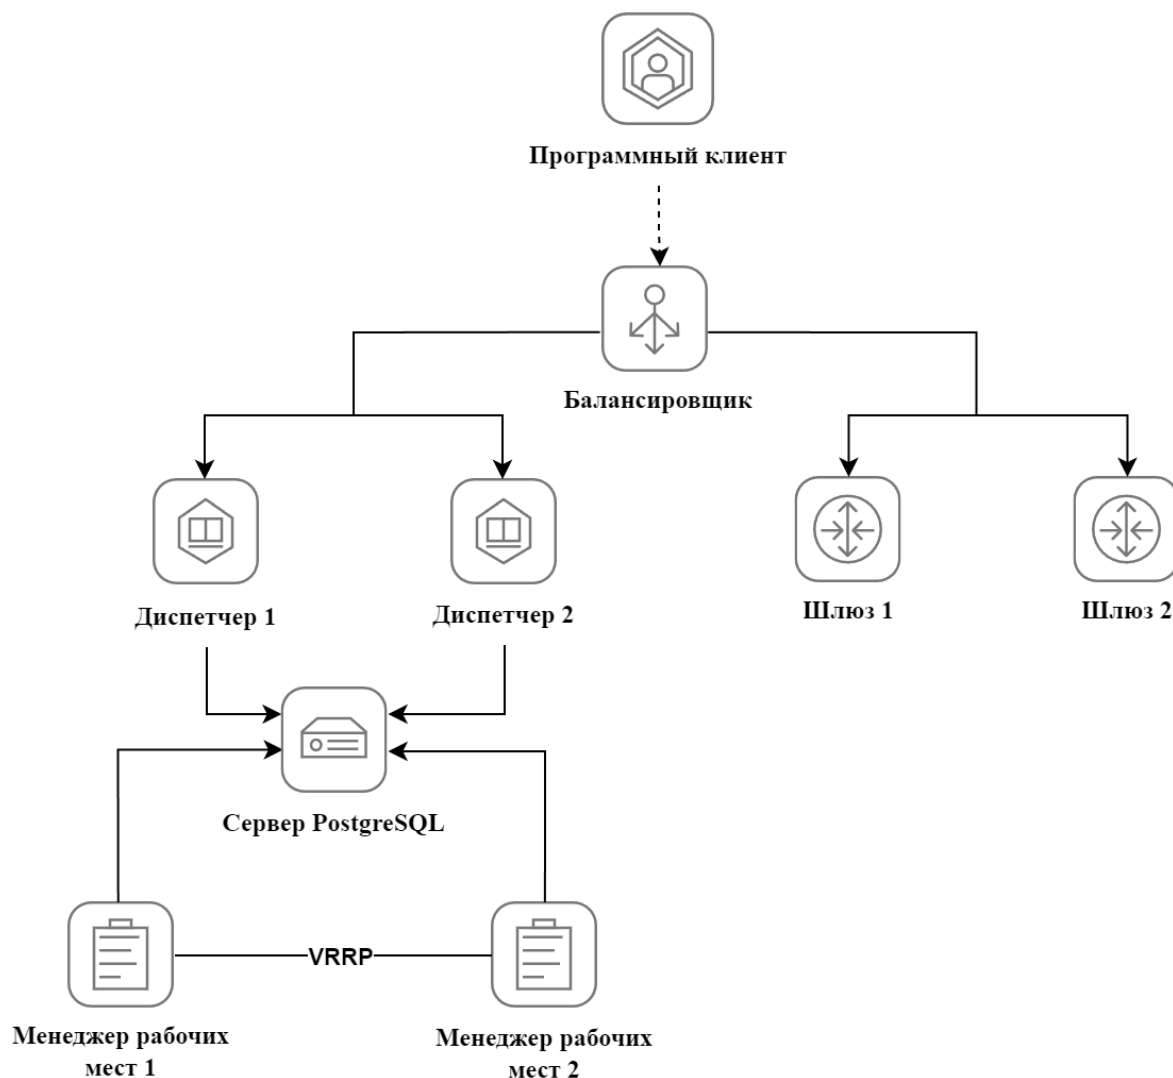 Программный клиент
Балансировщик
Диспетчер 1
Диспетчер 2
Шлюз 1
Шлюз 2
Сервер PostgreSQL
VRRP
Менеджер рабочих
мест 1
Менеджер рабочих
мест 2